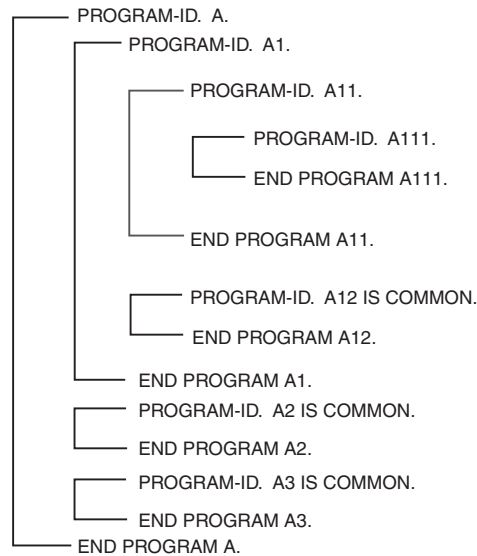 PROGRAM-ID. A.
PROGRAM-ID. A1.
PROGRAM-ID. A11.
PROGRAM-ID. A111.
END PROGRAM A111.
END PROGRAM A11.
PROGRAM-ID. A12 IS COMMON.
END PROGRAM A12.
END PROGRAM A1.
PROGRAM-ID. A2 IS COMMON.
END PROGRAM A2.
PROGRAM-ID. A3 IS COMMON.
END PROGRAM A3.
END PROGRAM A.